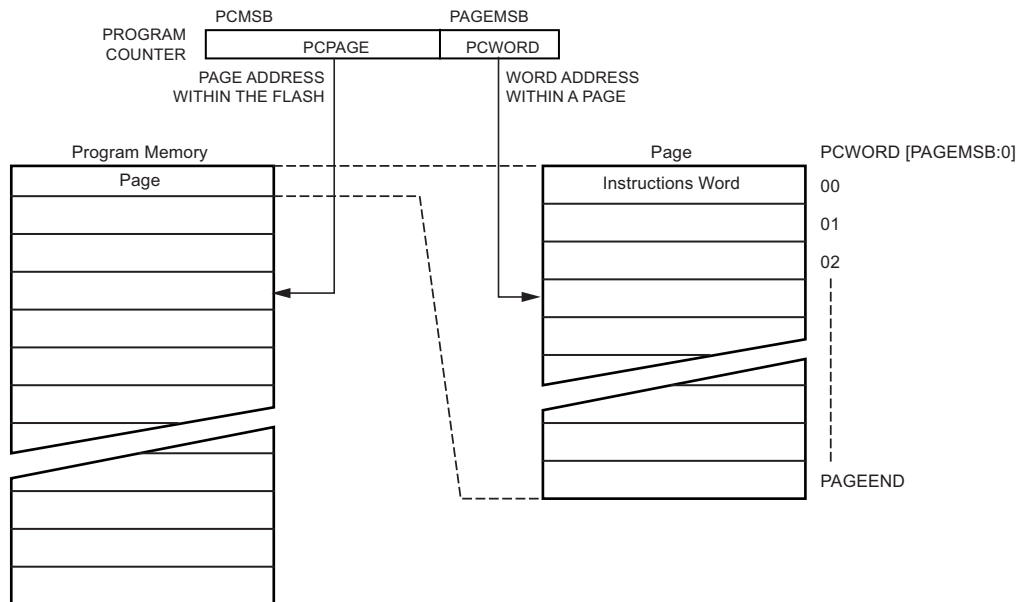 PCMSB PAGEMSB
PROGRAM
COUNTER
PCPAGE PCWORD
PAGE ADDRESS
WITHIN THE FLASH
WORD ADDRESS
WITHIN A PAGE
Program Memory
Page
Page
PCWORD [PAGEMSB:0]
Instructions Word
00
01
02
PAGEEND